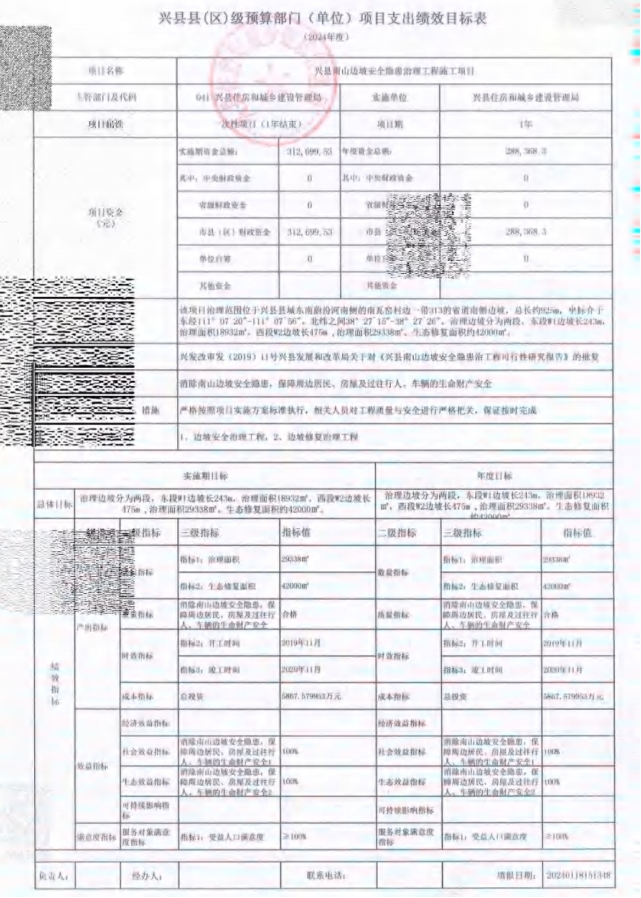 兴县县(区)级预算部门（单位）项目支出绩效目标表
（2024年度）
项目名称 兴县南山边坡安全隐患治理工程施工项目
主管部门及代码 041 兴县住房和城乡建设管理局 实施单位 兴县住房和城乡建设管理局
项目属性 一次性项目（1年结束） 项目期 1年
项目资金
（元）
实施期资金总额： 312,699.53 年度资金总额： 288,368.3
其中：中央财政资金 0 其中：中央财政资金 0
省级财政资金 0 省级财 0
市县（区）财政资金 312,699.53 市县 288,368.3
单位自筹 0 单位自 0
其他资金 其他资金
该项目治理范围位于兴县县城东南蔚汾河南侧的南瓦窑村边一带313的省道南侧边坡，总长约925m，坐标介于
东经111°07′20″-111°07′56″，北纬之间38°27′15″-38°27′26″。治理边坡分为两段，东段W1边坡长243m，
治理面积18932m²。西段W2边坡长475m，治理面积29338m²。生态修复面积约42000m²。
兴发改审发（2019）11号兴县发展和改革局关于对《兴县南山边坡安全隐患治工程可行性研究报告》的批复
消除南山边坡安全隐患，保障周边居民、房屋及过往行人、车辆的生命财产安全
措施 严格按照项目实施方案标准执行，相关人员对工程质量与安全进行严格把关，保证按时完成
1、边坡安全治理工程，2、边坡修复治理工程
实施期目标 年度目标
总体目标
治理边坡分为两段，东段W1边坡长243m，治理面积18932m²。西段W2边坡长
475m，治理面积29338m²。生态修复面积约42000m²。
治理边坡分为两段，东段W1边坡长243m，治理面积18932
m²。西段W2边坡长475m，治理面积29338m²。生态修复面积
约42000m²。
绩效指标
级指标 三级指标 指标值 二级指标 三级指标 指标值
产出指标
指标 指标1：治理面积 29338m² 数量指标 指标1：治理面积 29338m²
指标2：生态修复面积 42000m² 指标2：生态修复面积 42000m²
质量指标 消除南山边坡安全隐患，保
障周边居民、房屋及过往行
人、车辆的生命财产安全 合格 质量指标 消除南山边坡安全隐患，保
障周边居民、房屋及过往行
人、车辆的生命财产安全 合格
时效指标 指标2：开工时间 2019年11月 时效指标 指标2：开工时间 2019年11月
指标3：竣工时间 2020年11月 指标3：竣工时间 2020年11月
成本指标 总投资 5867.579953万元 成本指标 总投资 5867.579953万元
效益指标
经济效益指标 经济效益指标
社会效益指标 消除南山边坡安全隐患，保
障周边居民、房屋及过往行
人、车辆的生命财产安全1 100% 社会效益指标 消除南山边坡安全隐患，保
障周边居民、房屋及过往行
人、车辆的生命财产安全1 100%
生态效益指标 消除南山边坡安全隐患，保
障周边居民、房屋及过往行
人、车辆的生命财产安全2 100% 生态效益指标 消除南山边坡安全隐患，保
障周边居民、房屋及过往行
人、车辆的生命财产安全2 100%
可持续影响指
标 可持续影响指
标
满意度指标 服务对象满意
度指标 指标1：受益人口满意度 ≥100% 服务对象满意
度指标 指标1：受益人口满意度 ≥100%
负责人： 经办人： 联系电话： 填报日期： 20240118151348